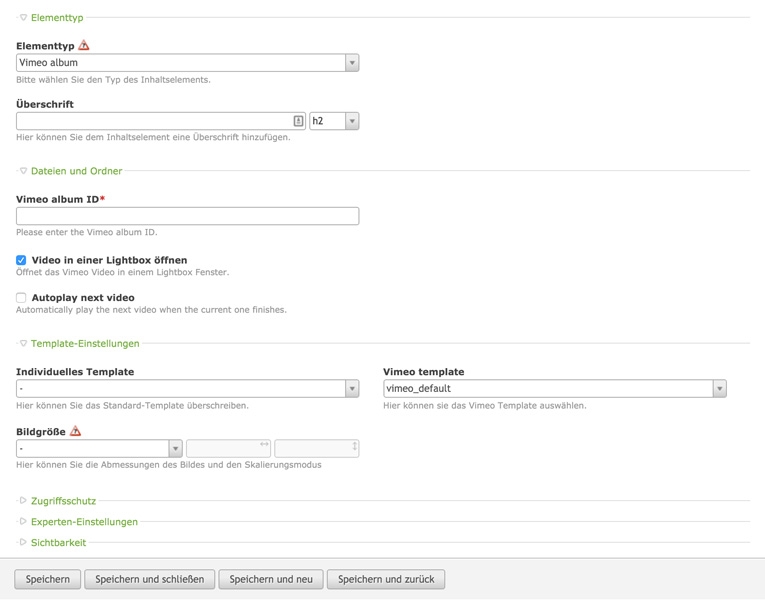 Elementtyp
Elementtyp
Vimeo album
Bitte wählen Sie den Typ des Inhaltselements.
Überschrift
h2
Hier können Sie dem Inhaltselement eine Überschrift hinzufügen.
Dateien und Ordner
Vimeo album ID*
Please enter the Vimeo album ID.
Video in einer Lightbox öffnen
Öffnet das Vimeo Video in einem Lightbox Fenster.
Autoplay next video
Automatically play the next video when the current one finishes.
Template-Einstellungen
Individuelles Template Vimeo template
- vimeo_default
Hier können Sie das Standard-Template überschreiben. Hier können sie das Vimeo Template auswählen.
Bildgröße
-
Hier können Sie die Abmessungen des Bildes und den Skalierungsmodus
Zugriffsschutz
Experten-Einstellungen
Sichtbarkeit
Speichern Speichern und schließen Speichern und neu Speichern und zurück